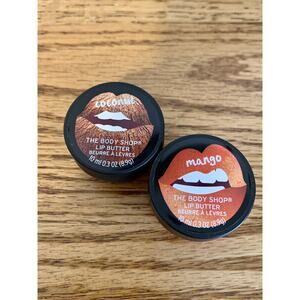 coconut
THE BODY SHOP®
LIP BUTTER
BEURRE À LÈVRES
10 ml 0.3 OZ (8.9g)
mango
THE BODY SHOP®
LIP BUTTER
BEURRE À LÈVRES
10 ml 0.3 OZ (8.9g)